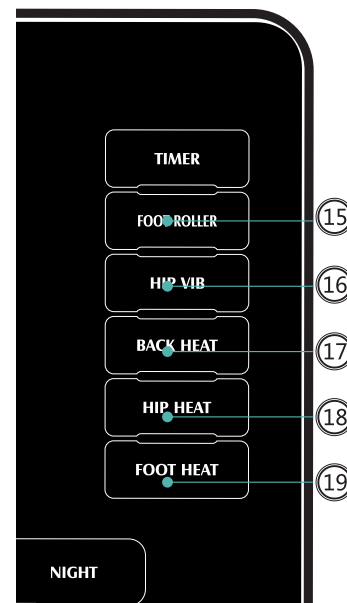 TIMER
FOOT ROLLER 15
HIP VIB 16
BACK HEAT 17
HIP HEAT 18
FOOT HEAT 19
NIGHT